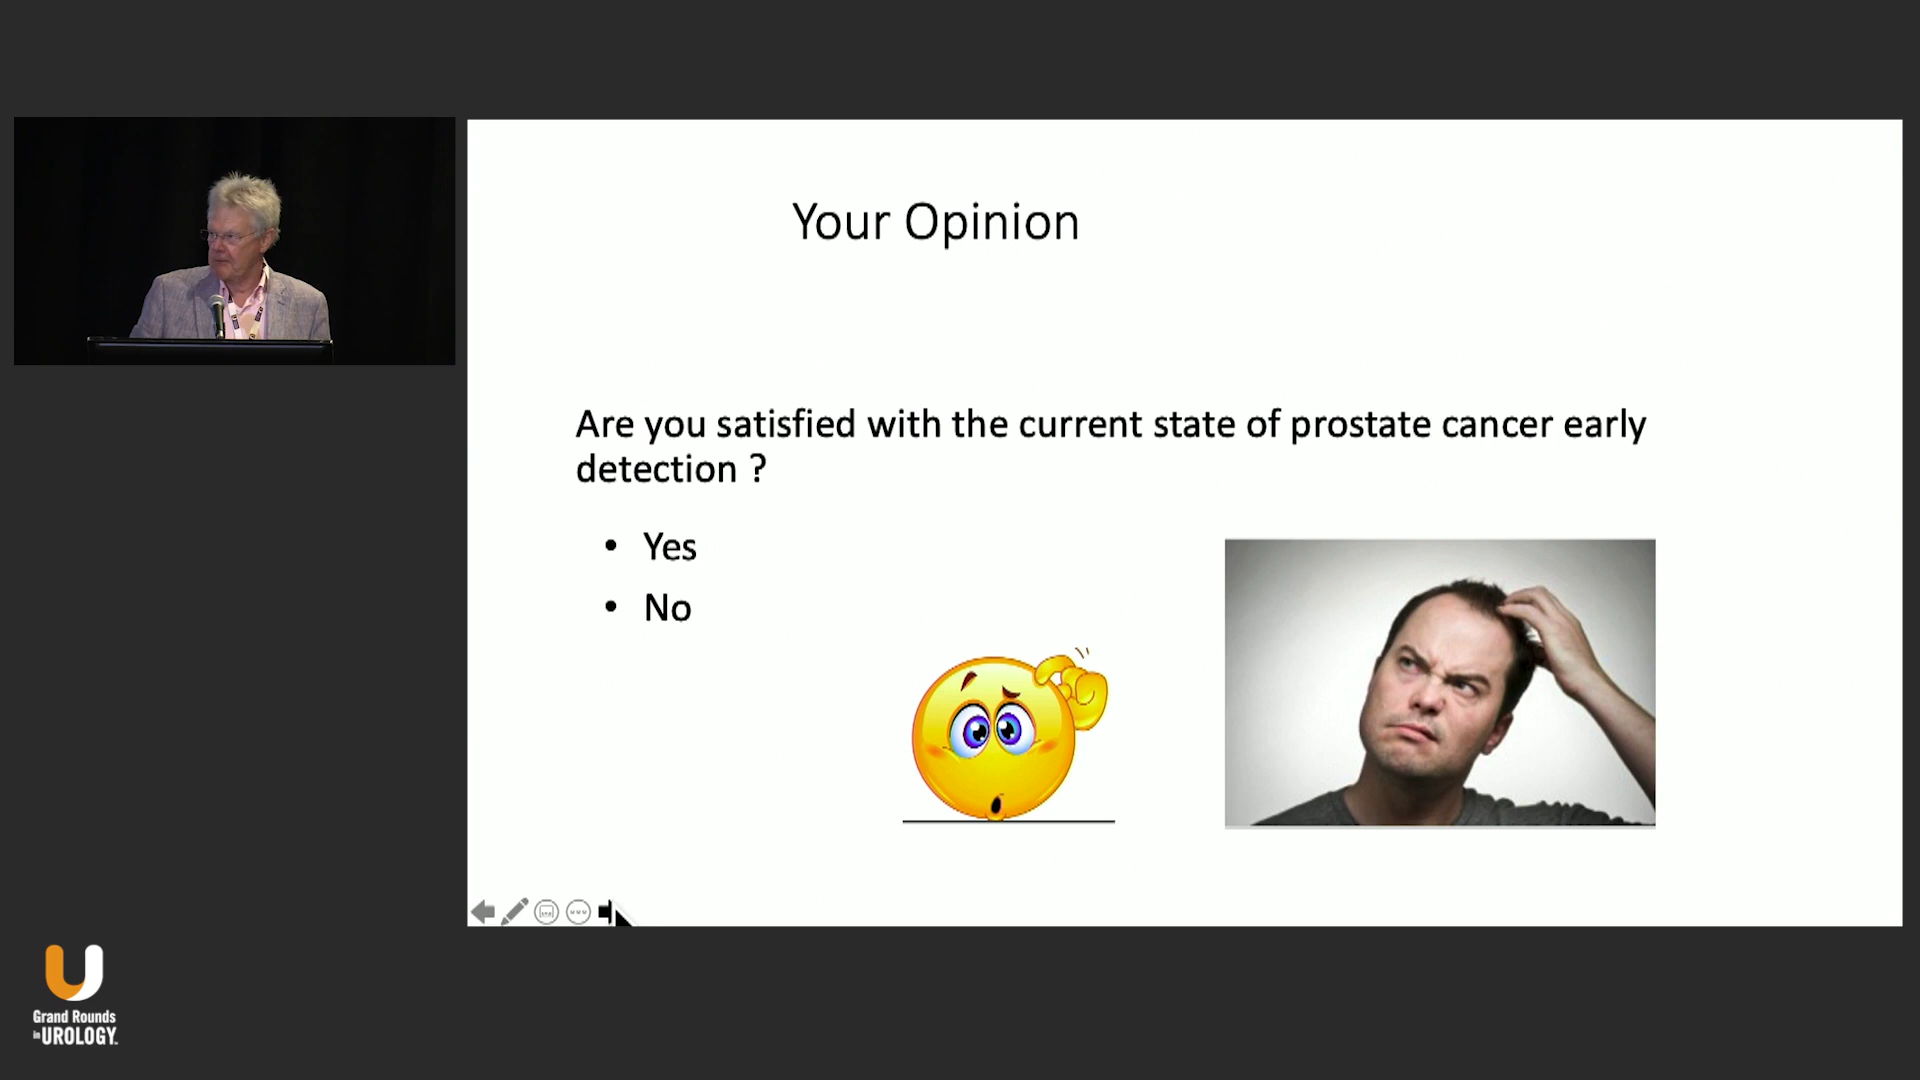 Your Opinion
Are you satisfied with the current state of prostate cancer early
detection ?
• Yes
• No
Grand Rounds
in UROLOGY